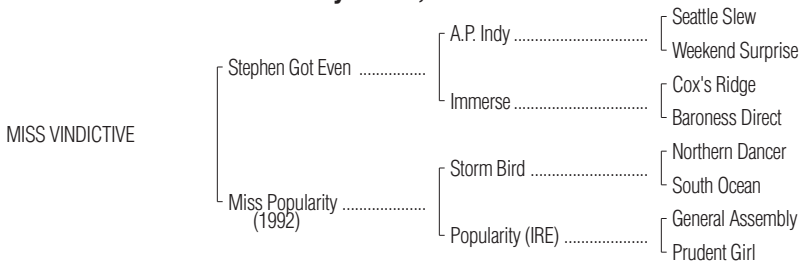 Seattle Slew
A.P. Indy ................................
Weekend Surprise
Stephen Got Even ................
Cox's Ridge
Immerse ................................
Baroness Direct
MISS VINDICTIVE
Northern Dancer
Storm Bird ............................
South Ocean
Miss Popularity ....................
(1992)
General Assembly
Popularity (IRE) ....................
Prudent Girl